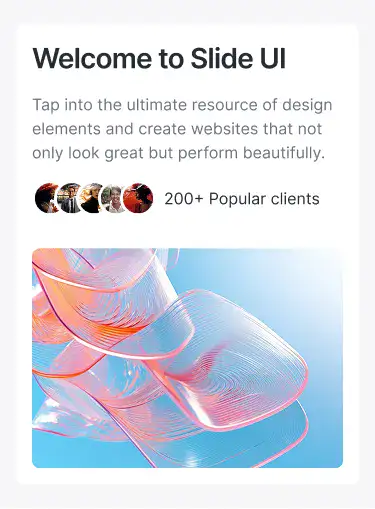 Welcome to Slide UI
Tap into the ultimate resource of design
elements and create websites that not
only look great but perform beautifully.
200+ Popular clients